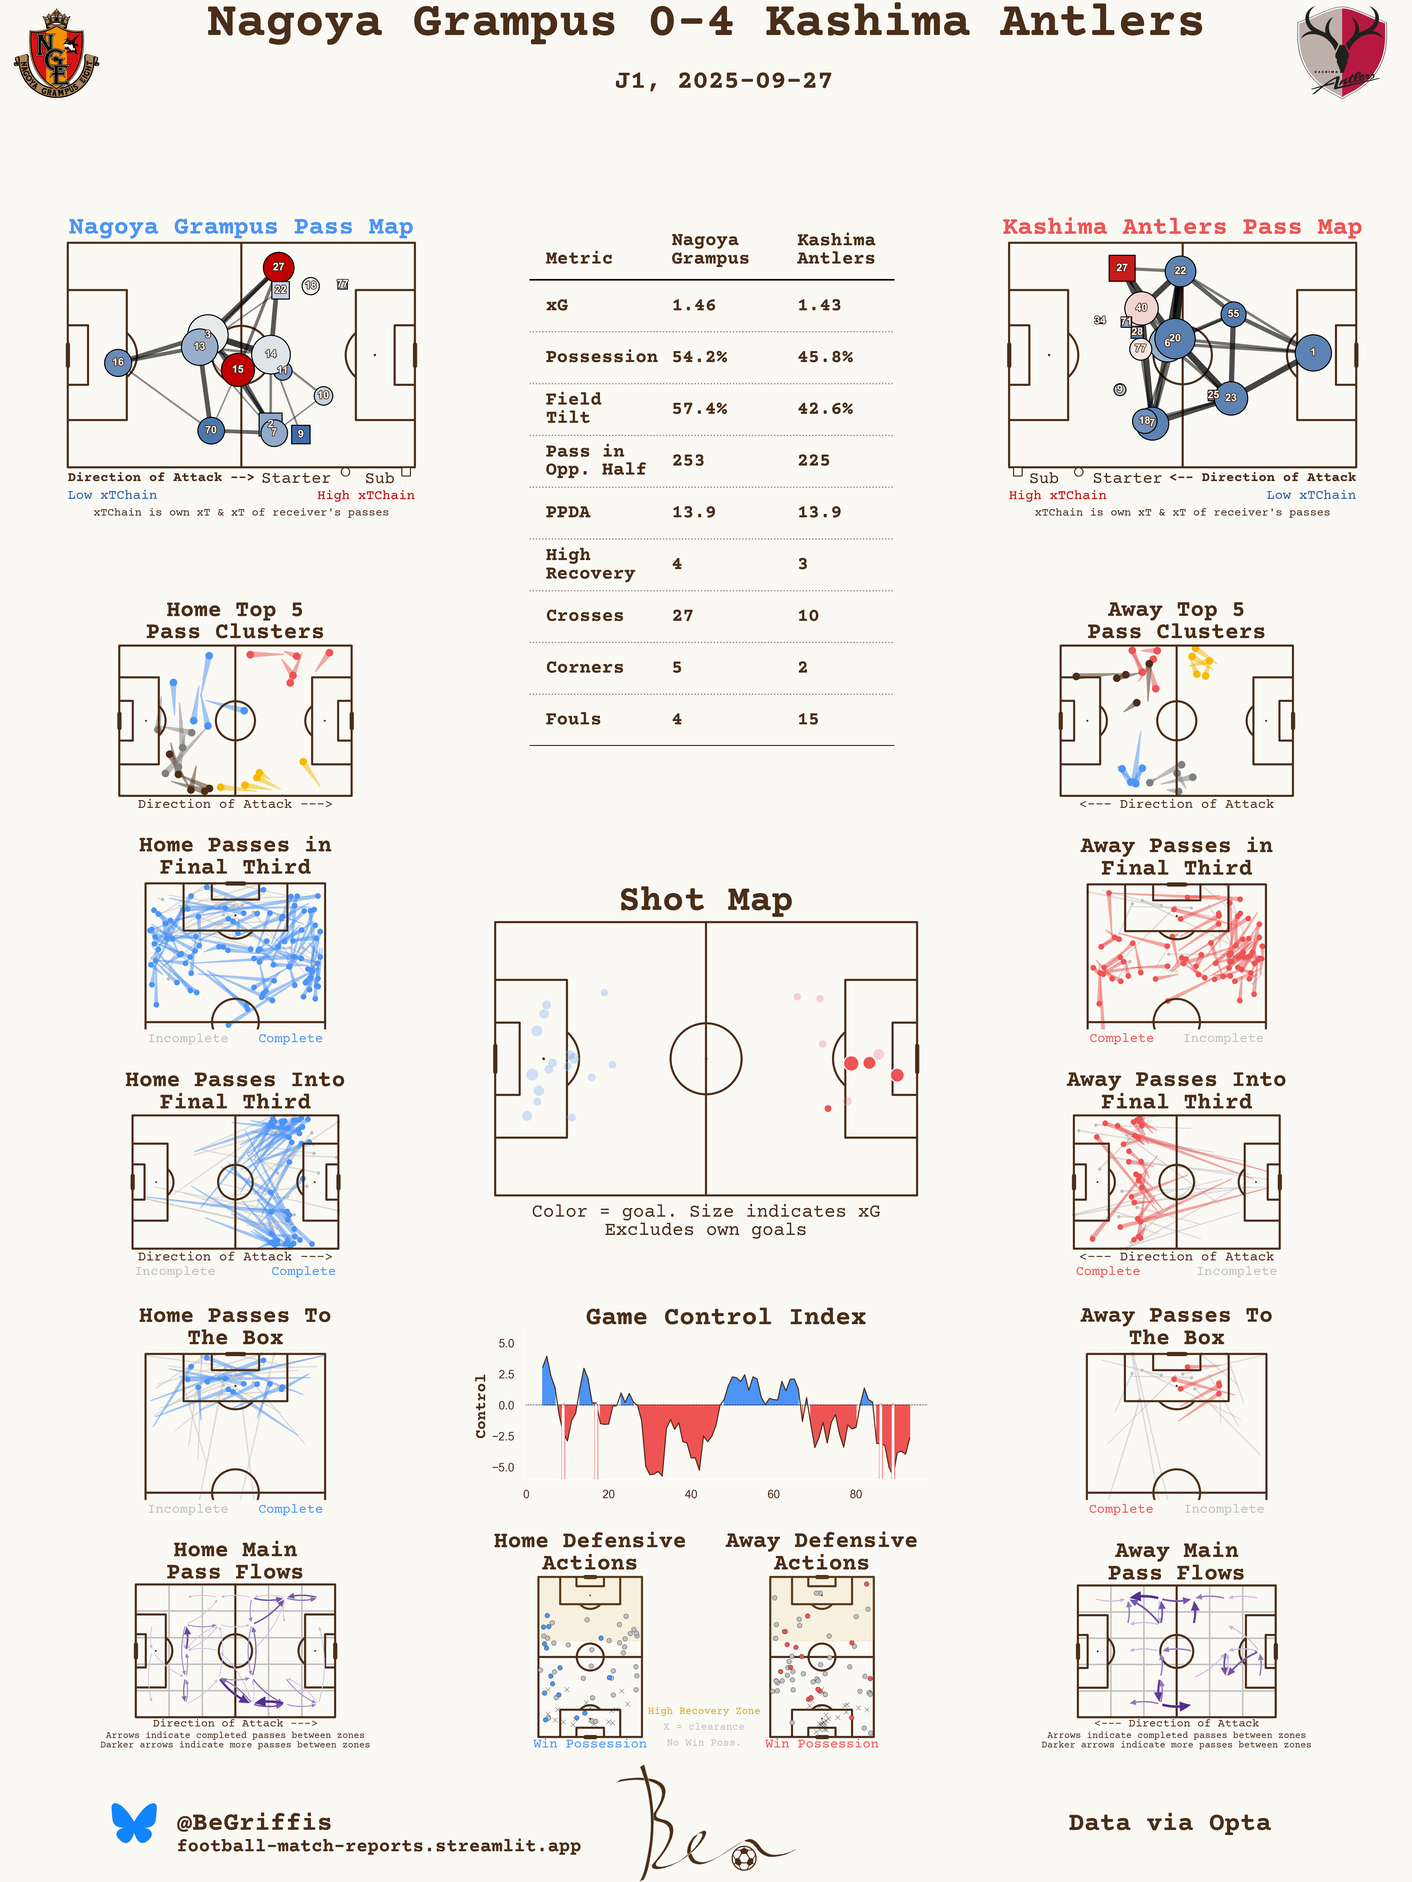 Nagoya Grampus 0-4 Kashima Antlers
J1, 2025-09-27
NAGOYA GRAMPUS EIGHT
KASHIMA
Antlers
Nagoya Grampus Pass Map
27
22
18
77
3
13
14
16
15
11
10
70
2
7
9
Direction of Attack --> Starter Sub
Low xTChain High xTChain
xTChain is own xT & xT of receiver's passes
Metric Nagoya Grampus Kashima Antlers
xG 1.46 1.43
Possession 54.2% 45.8%
Field Tilt 57.4% 42.6%
Pass in Opp. Half 253 225
PPDA 13.9 13.9
High Recovery 4 3
Crosses 27 10
Corners 5 2
Fouls 4 15
Kashima Antlers Pass Map
27
22
40
55
34
71
28
20
77
6
1
9
25
23
18
7
Sub Starter <-- Direction of Attack
High xTChain Low xTChain
xTChain is own xT & xT of receiver's passes
Home Top 5
Pass Clusters
Direction of Attack --->
Away Top 5
Pass Clusters
<--- Direction of Attack
Home Passes in
Final Third
Incomplete Complete
Away Passes in
Final Third
Complete Incomplete
Shot Map
Color = goal. Size indicates xG
Excludes own goals
Home Passes Into
Final Third
Direction of Attack --->
Incomplete Complete
Away Passes Into
Final Third
<--- Direction of Attack
Complete Incomplete
Home Passes To
The Box
Incomplete Complete
Game Control Index
Control
5.0
2.5
0.0
−2.5
−5.0
0 20 40 60 80
Away Passes To
The Box
Complete Incomplete
Home Main
Pass Flows
Direction of Attack --->
Arrows indicate completed passes between zones
Darker arrows indicate more passes between zones
Home Defensive
Actions
Win Possession
High Recovery Zone
X = clearance
No Win Poss.
Away Defensive
Actions
Win Possession
Away Main
Pass Flows
<--- Direction of Attack
Arrows indicate completed passes between zones
Darker arrows indicate more passes between zones
@BeGriffis
football-match-reports.streamlit.app
Ben
Data via Opta